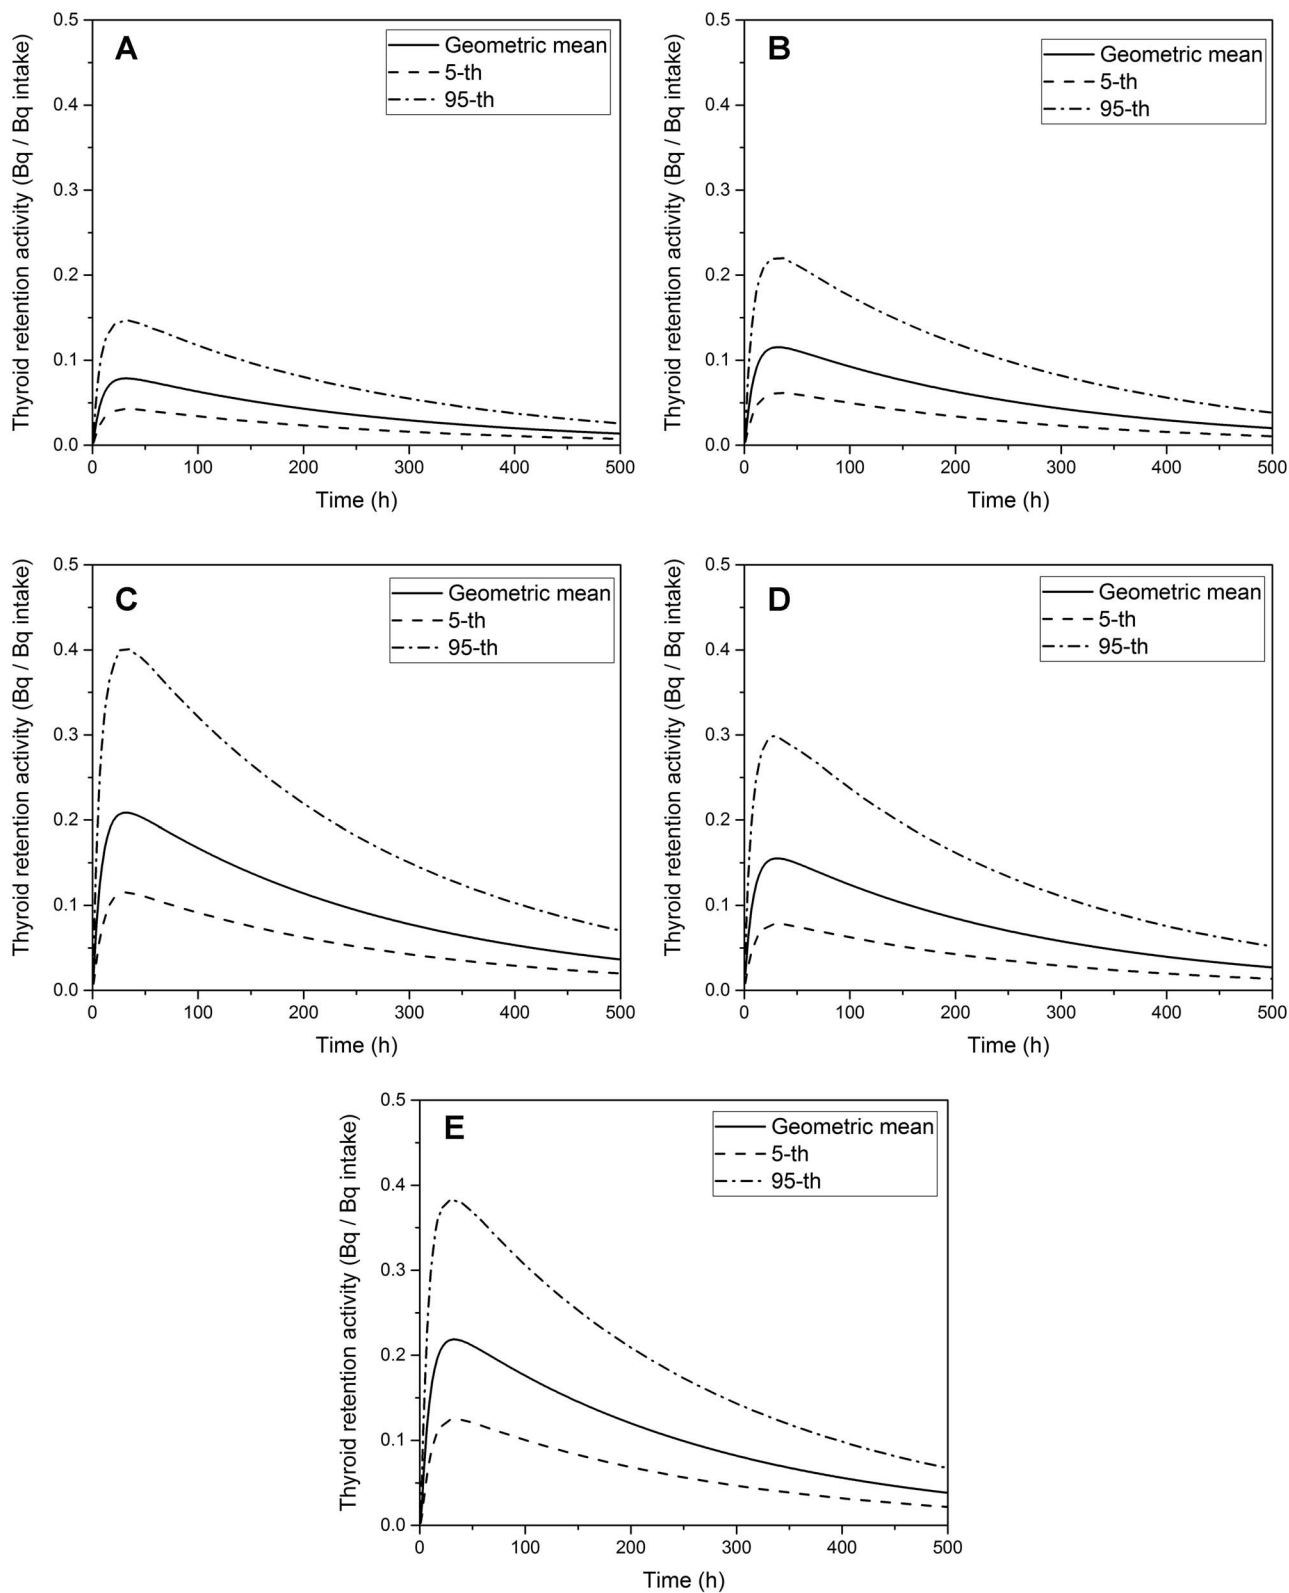 A
Geometric mean
5-th
95-th
Thyroid retention activity (Bq / Bq intake)
0.5
0.4
0.3
0.2
0.1
0.0
0 100 200 300 400 500
Time (h)
B
Geometric mean
5-th
95-th
Thyroid retention activity (Bq / Bq intake)
0.5
0.4
0.3
0.2
0.1
0.0
0 100 200 300 400 500
Time (h)
C
Geometric mean
5-th
95-th
Thyroid retention activity (Bq / Bq intake)
0.5
0.4
0.3
0.2
0.1
0.0
0 100 200 300 400 500
Time (h)
D
Geometric mean
5-th
95-th
Thyroid retention activity (Bq / Bq intake)
0.5
0.4
0.3
0.2
0.1
0.0
0 100 200 300 400 500
Time (h)
E
Geometric mean
5-th
95-th
Thyroid retention activity (Bq / Bq intake)
0.5
0.4
0.3
0.2
0.1
0.0
0 100 200 300 400 500
Time (h)